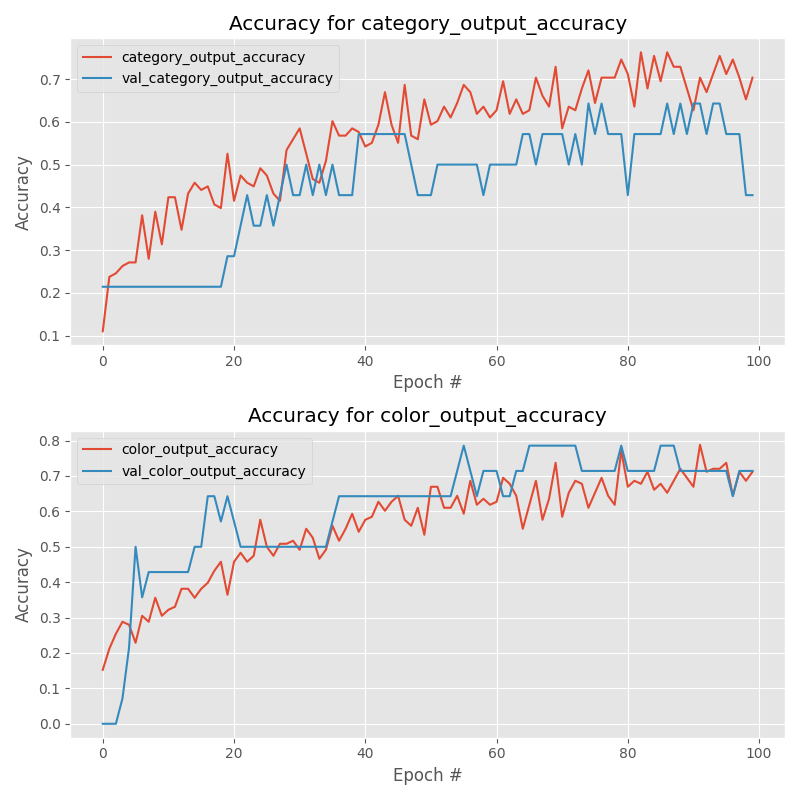 Accuracy for category_output_accuracy
category_output_accuracy
val_category_output_accuracy
0.7
0.6
0.5
0.4
0.3
0.2
0.1
Accuracy
0 20 40 60 80 100
Epoch #
Accuracy for color_output_accuracy
color_output_accuracy
val_color_output_accuracy
0.8
0.7
0.6
0.5
0.4
0.3
0.2
0.1
0.0
Accuracy
0 20 40 60 80 100
Epoch #